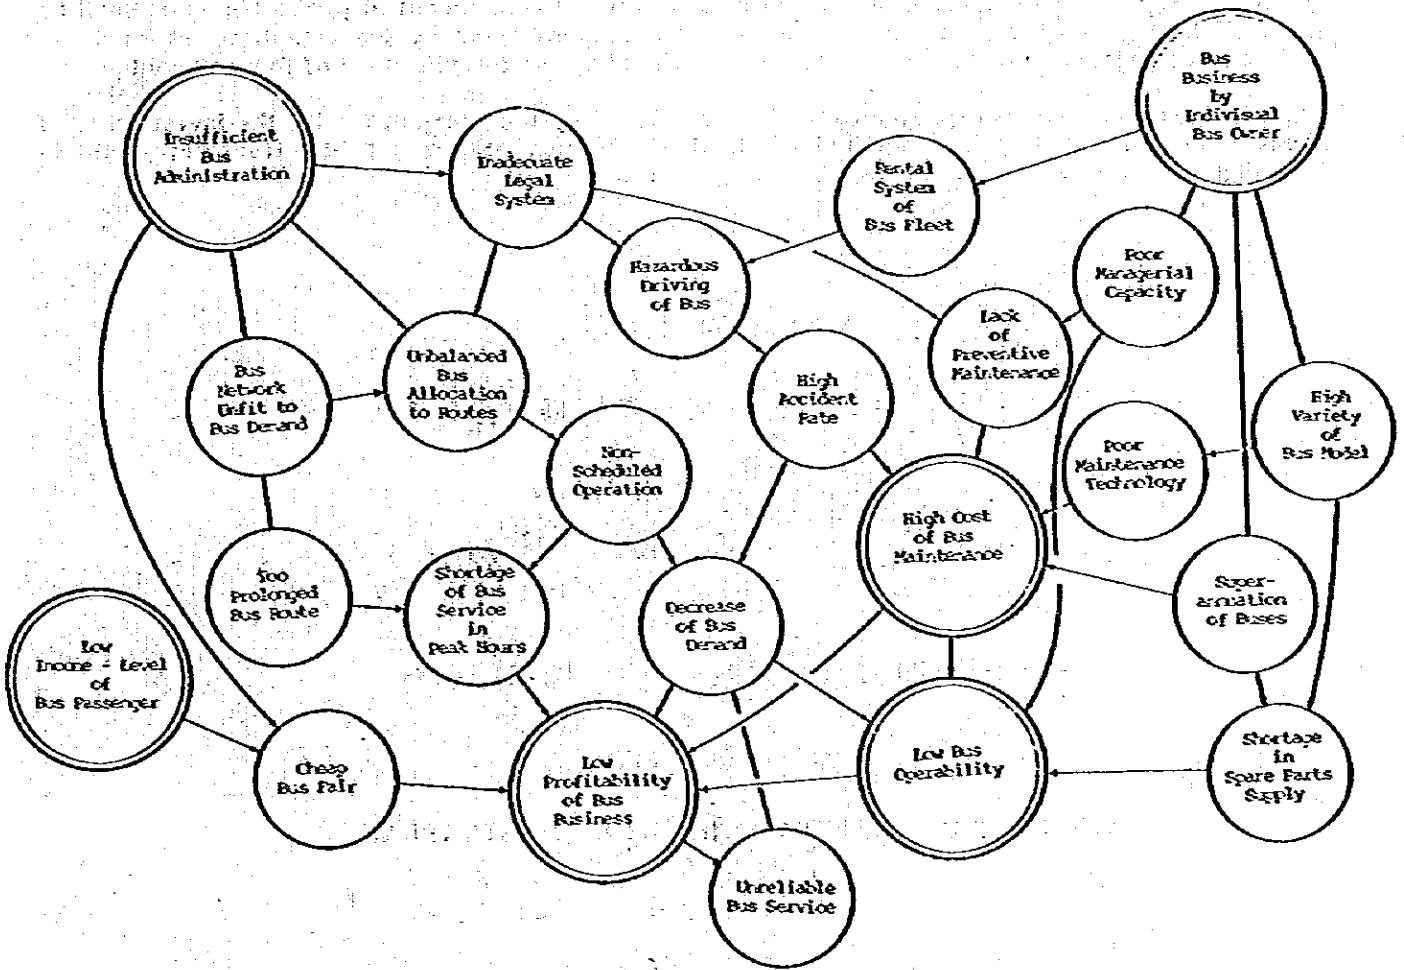 Bus
Business
by
Indivisual
Bus Owner
Insufficient
Bus
Administration
Inadequate
Legal
System
Rental
System
of
Bus Fleet
Hazardous
Driving
of Bus
Poor
Managerial
Capacity
Lack
of
Preventive
Maintenance
Bus
Network
Unfit to
Bus Demand
Unbalanced
Bus
Allocation
to Routes
High
Accident
Rate
High
Variety
of
Bus Model
Non-
Scheduled
Operation
Poor
Maintenance
Technology
High Cost
of Bus
Maintenance
Too
Prolonged
Bus Route
Shortage
of Bus
Service
in
Peak Hours
Decrease
of Bus
Demand
Super-
annuation
of Buses
Low
Income - Level
of
Bus Passenger
Cheap
Bus Fair
Low
Profitability
of Bus
Business
Low Bus
Operability
Shortage
in
Spare Parts
Supply
Unreliable
Bus Service